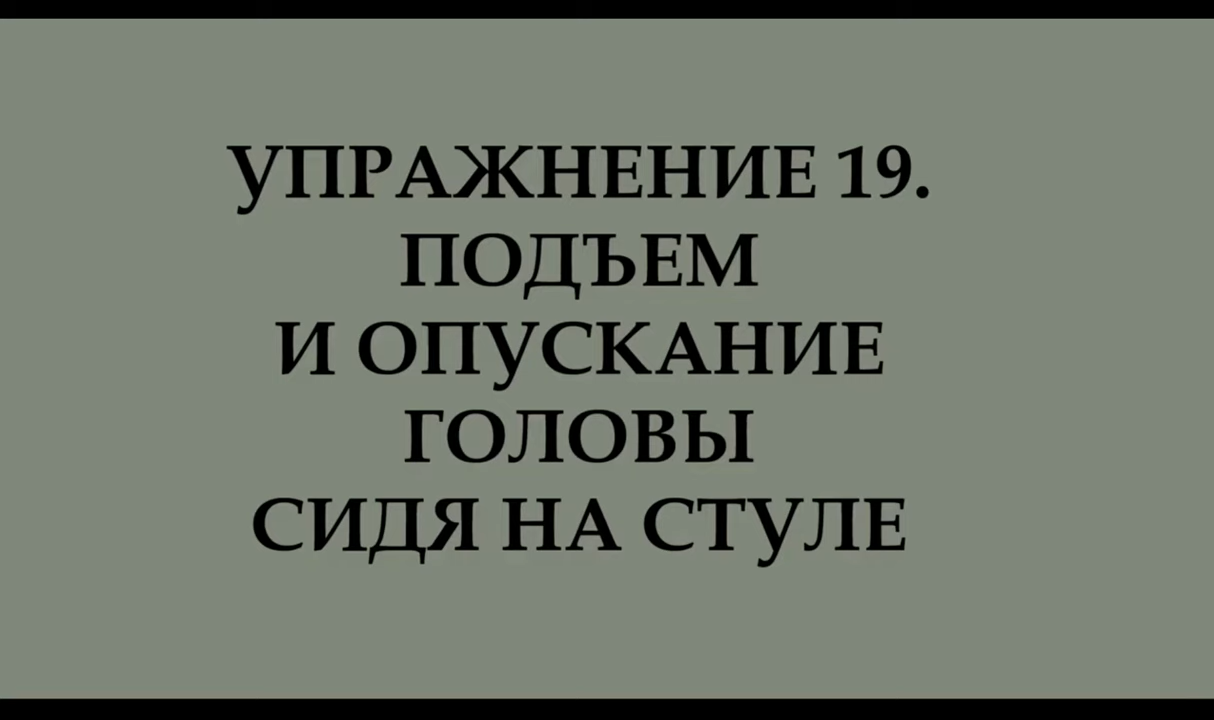 УПРАЖНЕНИЕ 19.
ПОДЪЕМ
И ОПУСКАНИЕ
ГОЛОВЫ
СИДЯ НА СТУЛЕ